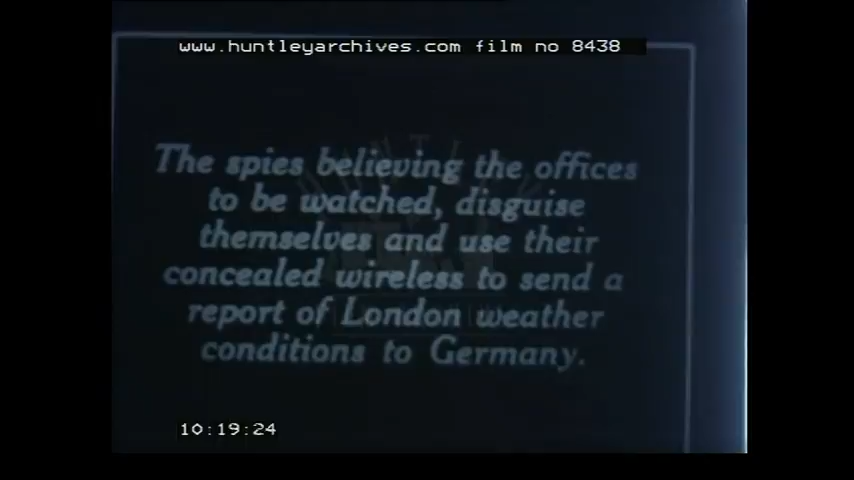 www.huntleyarchives.com film no 8438
The spies believing the offices
to be watched, disguise
themselves and use their
concealed wireless to send a
report of London weather
conditions to Germany.
10:19:24